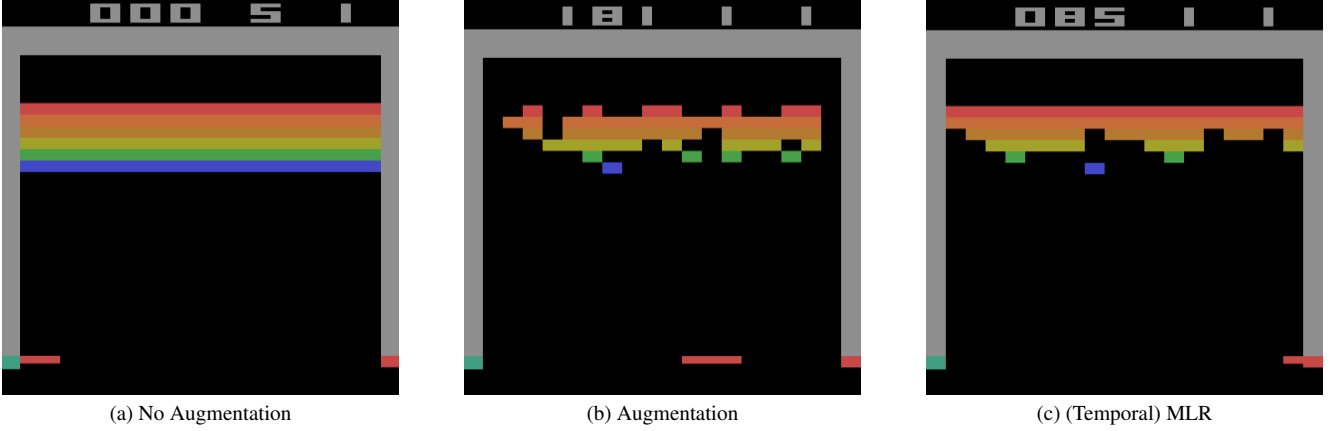 000 5 1
181 1 1
085 1 1
(a) No Augmentation
(b) Augmentation
(c) (Temporal) MLR